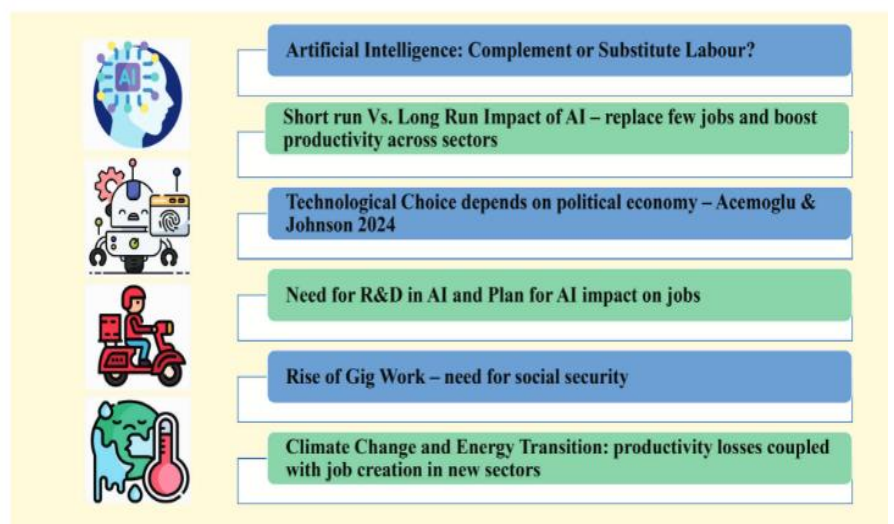 AI
Artificial Intelligence: Complement or Substitute Labour?
Short run Vs. Long Run Impact of AI – replace few jobs and boost
productivity across sectors
Technological Choice depends on political economy – Acemoglu &
Johnson 2024
Need for R&D in AI and Plan for AI impact on jobs
Rise of Gig Work – need for social security
Climate Change and Energy Transition: productivity losses coupled
with job creation in new sectors